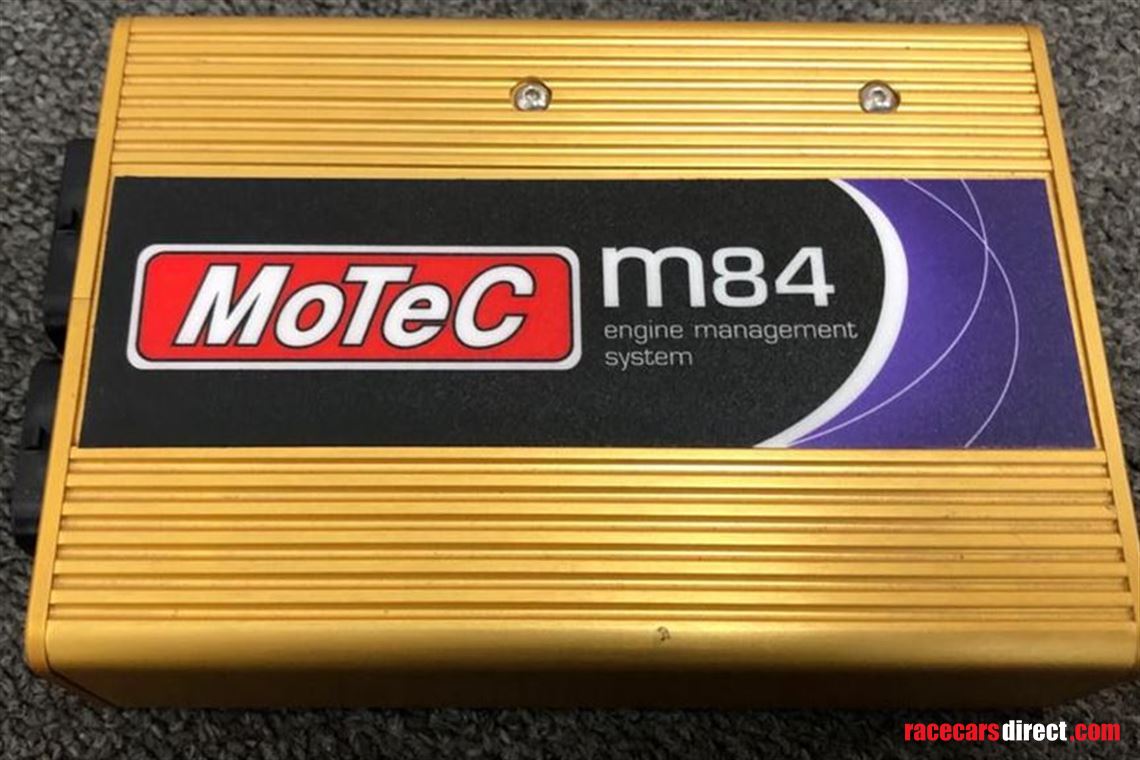 MoTeC
m84
engine management
system
racecarsdirect.com